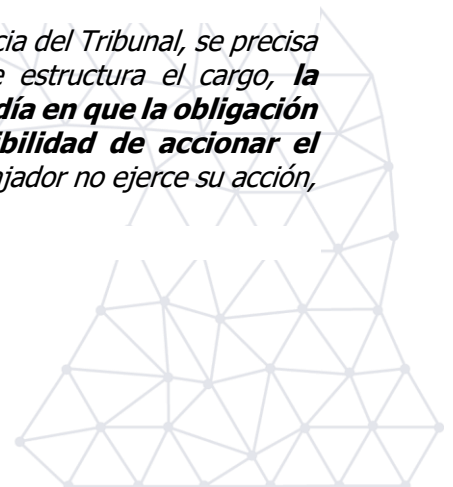 cia del Tribunal, se precisa
estructura el cargo, la
día en que la obligación
bilidad de accionar el
jador no ejerce su acción,